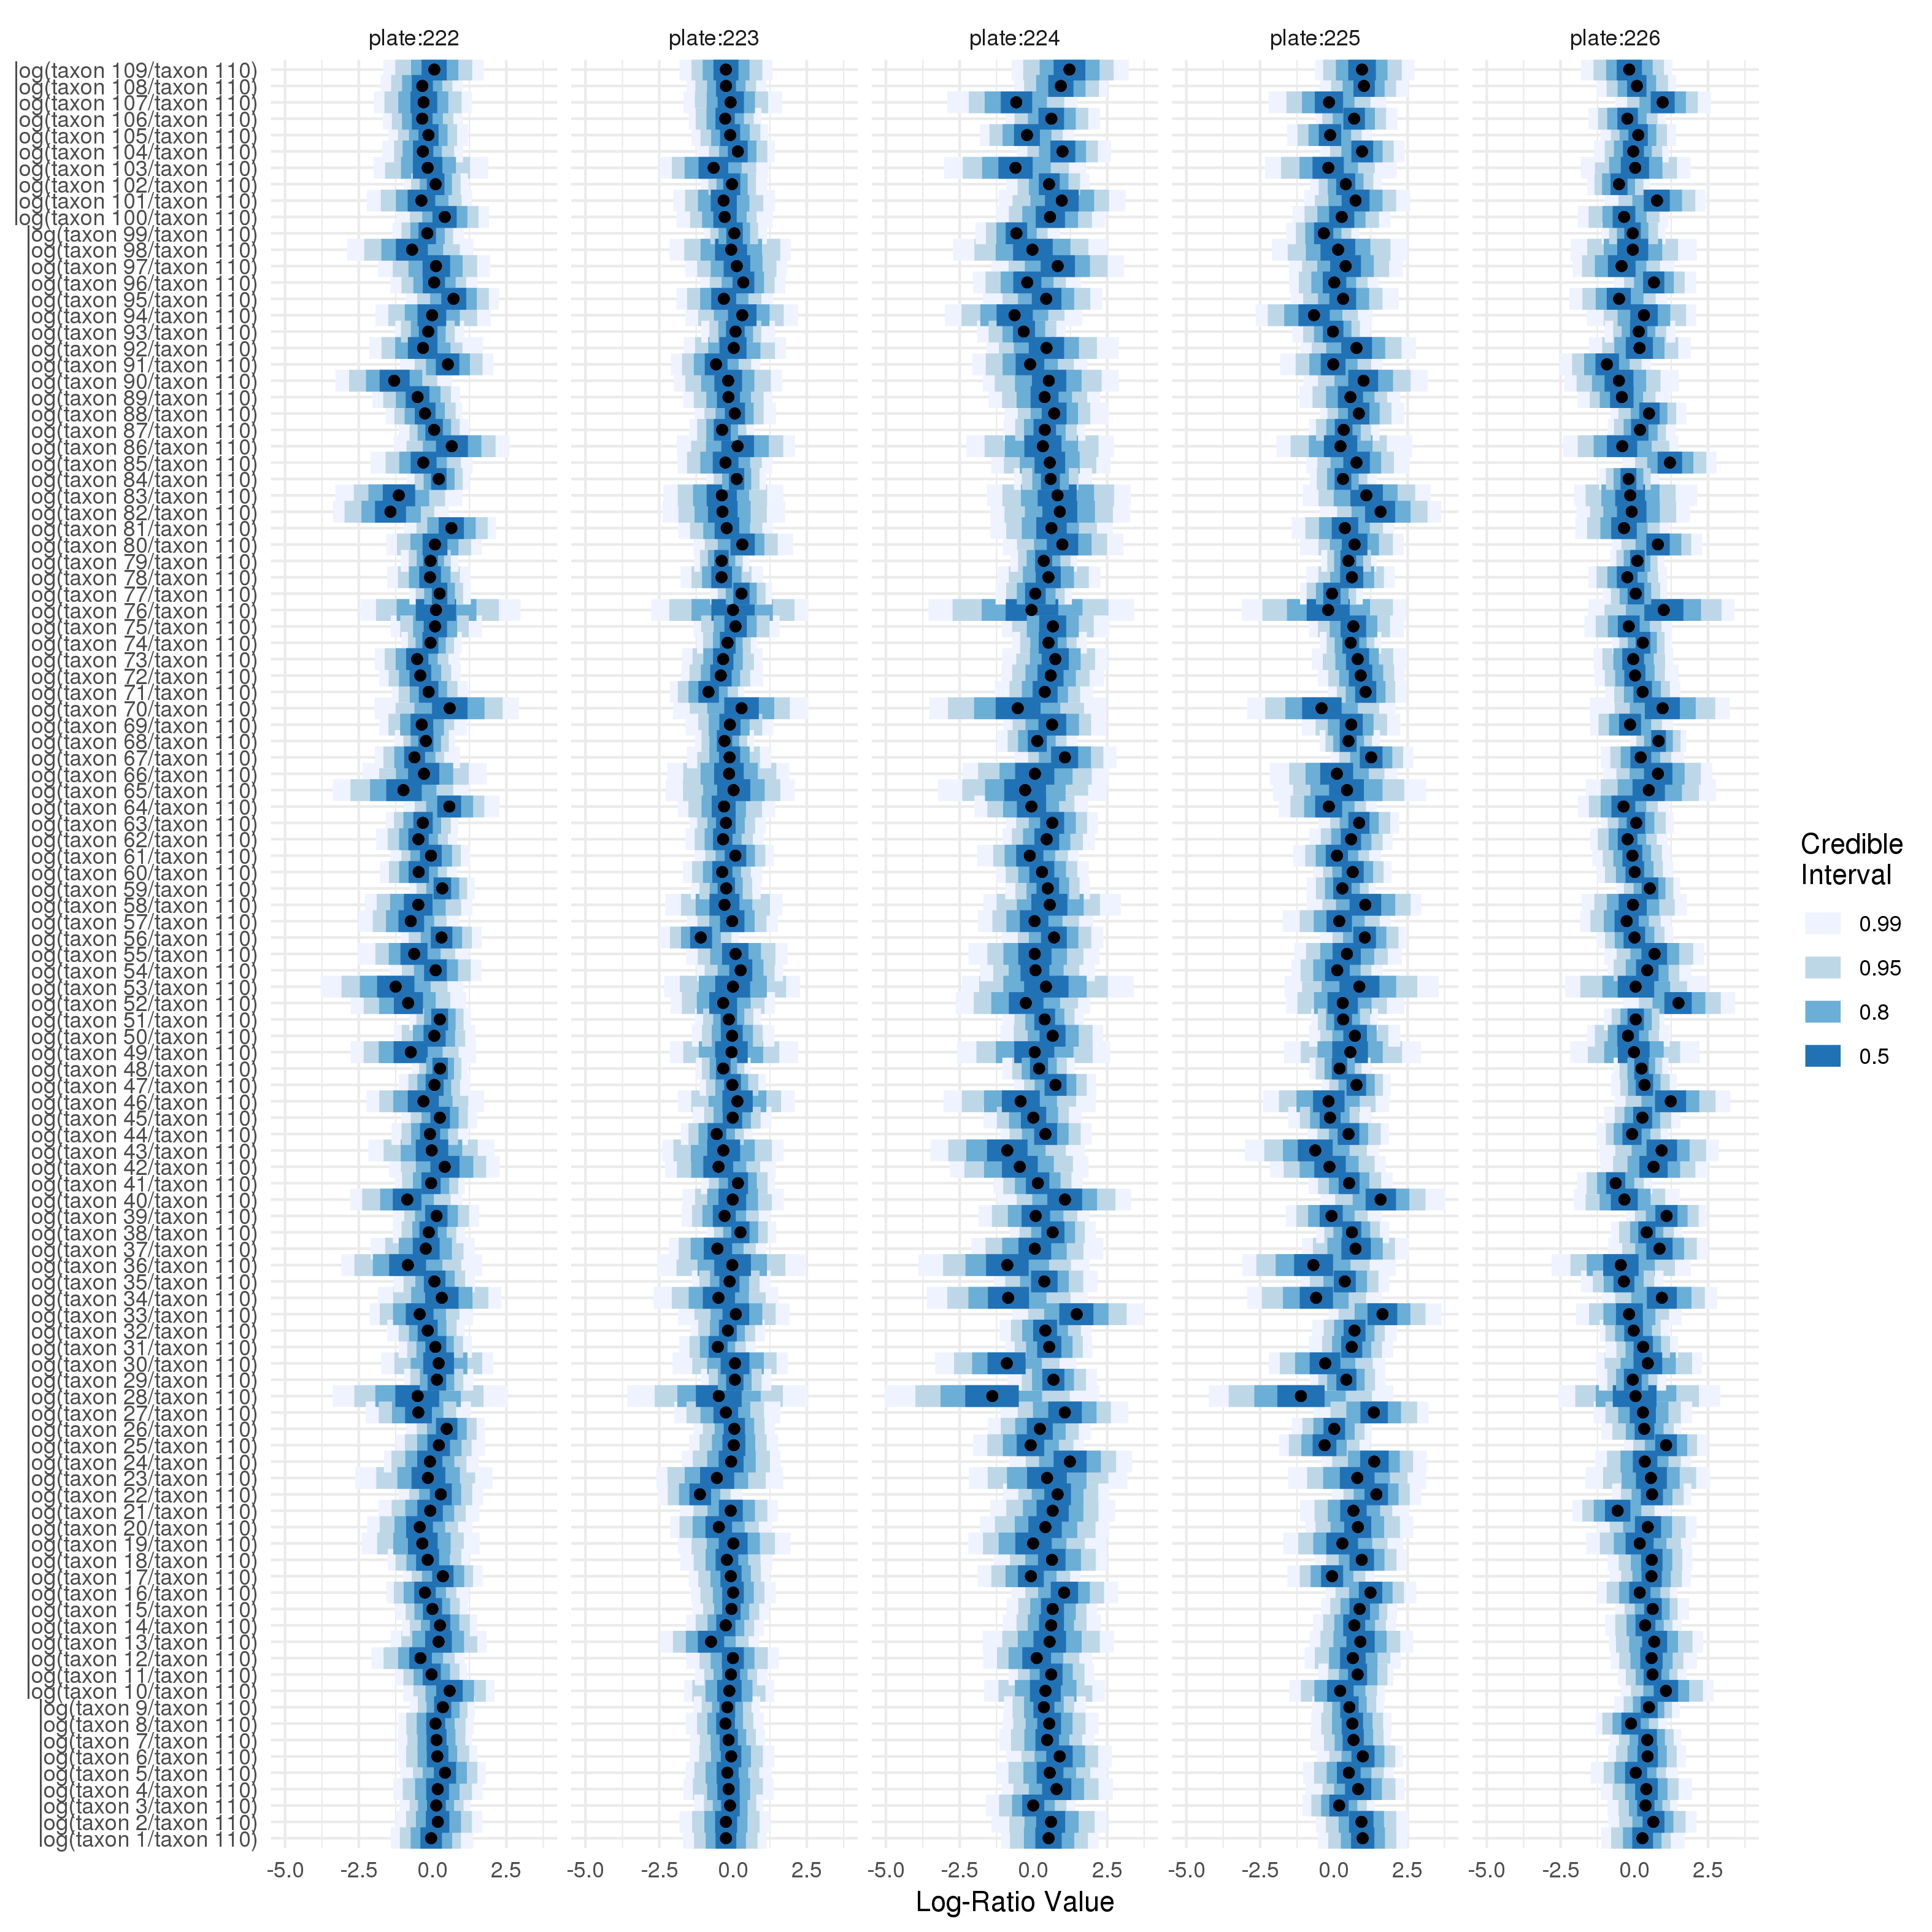 plate:222 plate:223 plate:224 plate:225 plate:226
log(taxon 109/taxon 110)
log(taxon 108/taxon 110)
log(taxon 107/taxon 110)
log(taxon 106/taxon 110)
log(taxon 105/taxon 110)
log(taxon 104/taxon 110)
log(taxon 103/taxon 110)
log(taxon 102/taxon 110)
log(taxon 101/taxon 110)
log(taxon 100/taxon 110)
log(taxon 99/taxon 110)
log(taxon 98/taxon 110)
log(taxon 97/taxon 110)
log(taxon 96/taxon 110)
log(taxon 95/taxon 110)
log(taxon 94/taxon 110)
log(taxon 93/taxon 110)
log(taxon 92/taxon 110)
log(taxon 91/taxon 110)
log(taxon 90/taxon 110)
log(taxon 89/taxon 110)
log(taxon 88/taxon 110)
log(taxon 87/taxon 110)
log(taxon 86/taxon 110)
log(taxon 85/taxon 110)
log(taxon 84/taxon 110)
log(taxon 83/taxon 110)
log(taxon 82/taxon 110)
log(taxon 81/taxon 110)
log(taxon 80/taxon 110)
log(taxon 79/taxon 110)
log(taxon 78/taxon 110)
log(taxon 77/taxon 110)
log(taxon 76/taxon 110)
log(taxon 75/taxon 110)
log(taxon 74/taxon 110)
log(taxon 73/taxon 110)
log(taxon 72/taxon 110)
log(taxon 71/taxon 110)
log(taxon 70/taxon 110)
log(taxon 69/taxon 110)
log(taxon 68/taxon 110)
log(taxon 67/taxon 110)
log(taxon 66/taxon 110)
log(taxon 65/taxon 110)
log(taxon 64/taxon 110)
log(taxon 63/taxon 110)
log(taxon 62/taxon 110)
log(taxon 61/taxon 110)
log(taxon 60/taxon 110)
log(taxon 59/taxon 110)
log(taxon 58/taxon 110)
log(taxon 57/taxon 110)
log(taxon 56/taxon 110)
log(taxon 55/taxon 110)
log(taxon 54/taxon 110)
log(taxon 53/taxon 110)
log(taxon 52/taxon 110)
log(taxon 51/taxon 110)
log(taxon 50/taxon 110)
log(taxon 49/taxon 110)
log(taxon 48/taxon 110)
log(taxon 47/taxon 110)
log(taxon 46/taxon 110)
log(taxon 45/taxon 110)
log(taxon 44/taxon 110)
log(taxon 43/taxon 110)
log(taxon 42/taxon 110)
log(taxon 41/taxon 110)
log(taxon 40/taxon 110)
log(taxon 39/taxon 110)
log(taxon 38/taxon 110)
log(taxon 37/taxon 110)
log(taxon 36/taxon 110)
log(taxon 35/taxon 110)
log(taxon 34/taxon 110)
log(taxon 33/taxon 110)
log(taxon 32/taxon 110)
log(taxon 31/taxon 110)
log(taxon 30/taxon 110)
log(taxon 29/taxon 110)
log(taxon 28/taxon 110)
log(taxon 27/taxon 110)
log(taxon 26/taxon 110)
log(taxon 25/taxon 110)
log(taxon 24/taxon 110)
log(taxon 23/taxon 110)
log(taxon 22/taxon 110)
log(taxon 21/taxon 110)
log(taxon 20/taxon 110)
log(taxon 19/taxon 110)
log(taxon 18/taxon 110)
log(taxon 17/taxon 110)
log(taxon 16/taxon 110)
log(taxon 15/taxon 110)
log(taxon 14/taxon 110)
log(taxon 13/taxon 110)
log(taxon 12/taxon 110)
log(taxon 11/taxon 110)
log(taxon 10/taxon 110)
log(taxon 9/taxon 110)
log(taxon 8/taxon 110)
log(taxon 7/taxon 110)
log(taxon 6/taxon 110)
log(taxon 5/taxon 110)
log(taxon 4/taxon 110)
log(taxon 3/taxon 110)
log(taxon 2/taxon 110)
log(taxon 1/taxon 110)
-5.0 -2.5 0.0 2.5 -5.0 -2.5 0.0 2.5 -5.0 -2.5 0.0 2.5 -5.0 -2.5 0.0 2.5 -5.0 -2.5 0.0 2.5
Log-Ratio Value
Credible
Interval
0.99
0.95
0.8
0.5